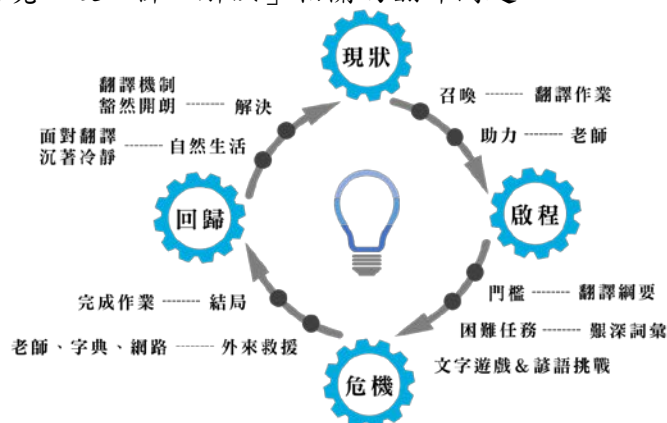 現狀
召喚 -------- 翻譯作業
助力 -------- 老師
啟程
門檻 -------- 翻譯綱要
困難任務 -------- 艱深詞彙
文字遊戲&諺語挑戰
危機
外來救援 -------- 老師、字典、網路
結局 -------- 完成作業
回歸
面對翻譯
沉著冷靜 -------- 自然生活
翻譯機制
豁然開朗 -------- 解決